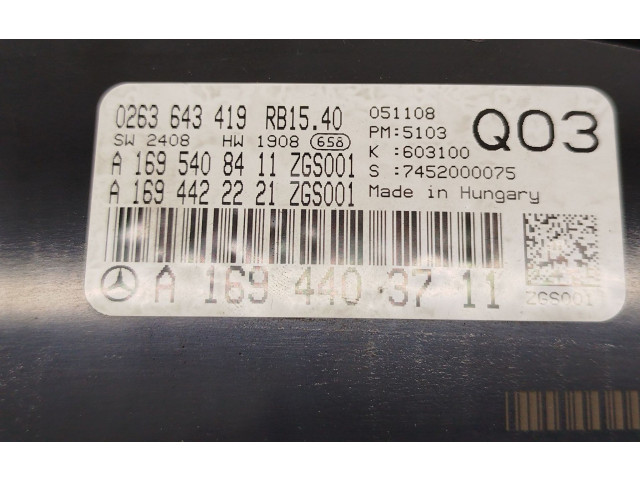 0263 643 419 RB15.40
SW 2408 HW 1908 658
A 169 540 84 11 ZGS001
A 169 442 22 21 ZGS001
051108
PM:5103
K :603100
S :7452000075
Made in Hungary
Q03
A 169 440 37 11
ZGS001